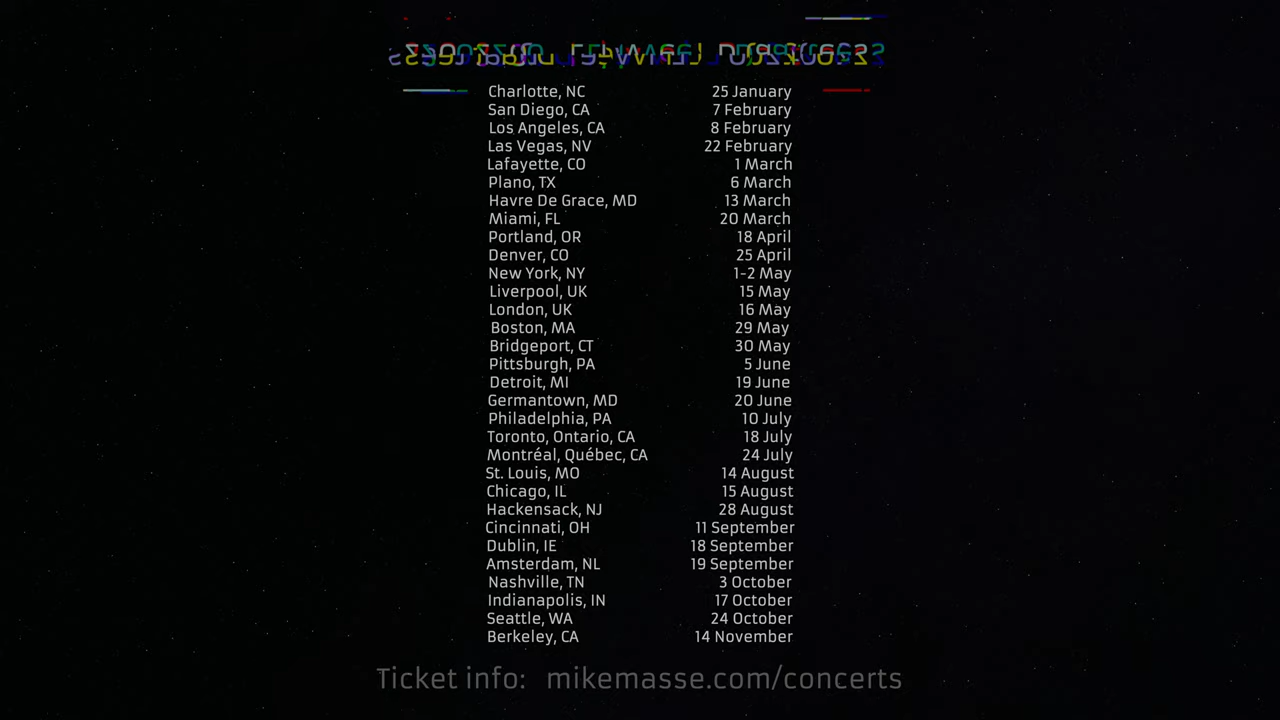 Charlotte, NC 25 January
San Diego, CA 7 February
Los Angeles, CA 8 February
Las Vegas, NV 22 February
Lafayette, CO 1 March
Plano, TX 6 March
Havre De Grace, MD 13 March
Miami, FL 20 March
Portland, OR 18 April
Denver, CO 25 April
New York, NY 1-2 May
Liverpool, UK 15 May
London, UK 16 May
Boston, MA 29 May
Bridgeport, CT 30 May
Pittsburgh, PA 5 June
Detroit, MI 19 June
Germantown, MD 20 June
Philadelphia, PA 10 July
Toronto, Ontario, CA 18 July
Montréal, Québec, CA 24 July
St. Louis, MO 14 August
Chicago, IL 15 August
Hackensack, NJ 28 August
Cincinnati, OH 11 September
Dublin, IE 18 September
Amsterdam, NL 19 September
Nashville, TN 3 October
Indianapolis, IN 17 October
Seattle, WA 24 October
Berkeley, CA 14 November
Ticket info: mikemasse.com/concerts